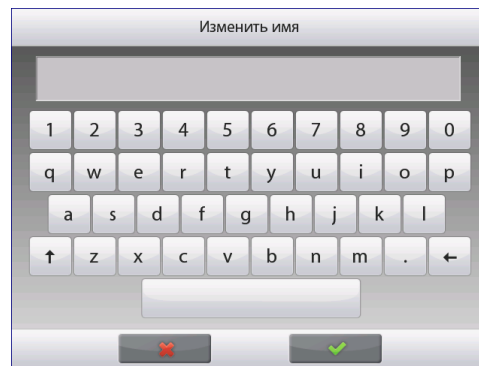 Изменить имя
1 2 3 4 5 6 7 8 9 0
q w e r t y u i o p
a s d f g h j k l
z x c v b n m .